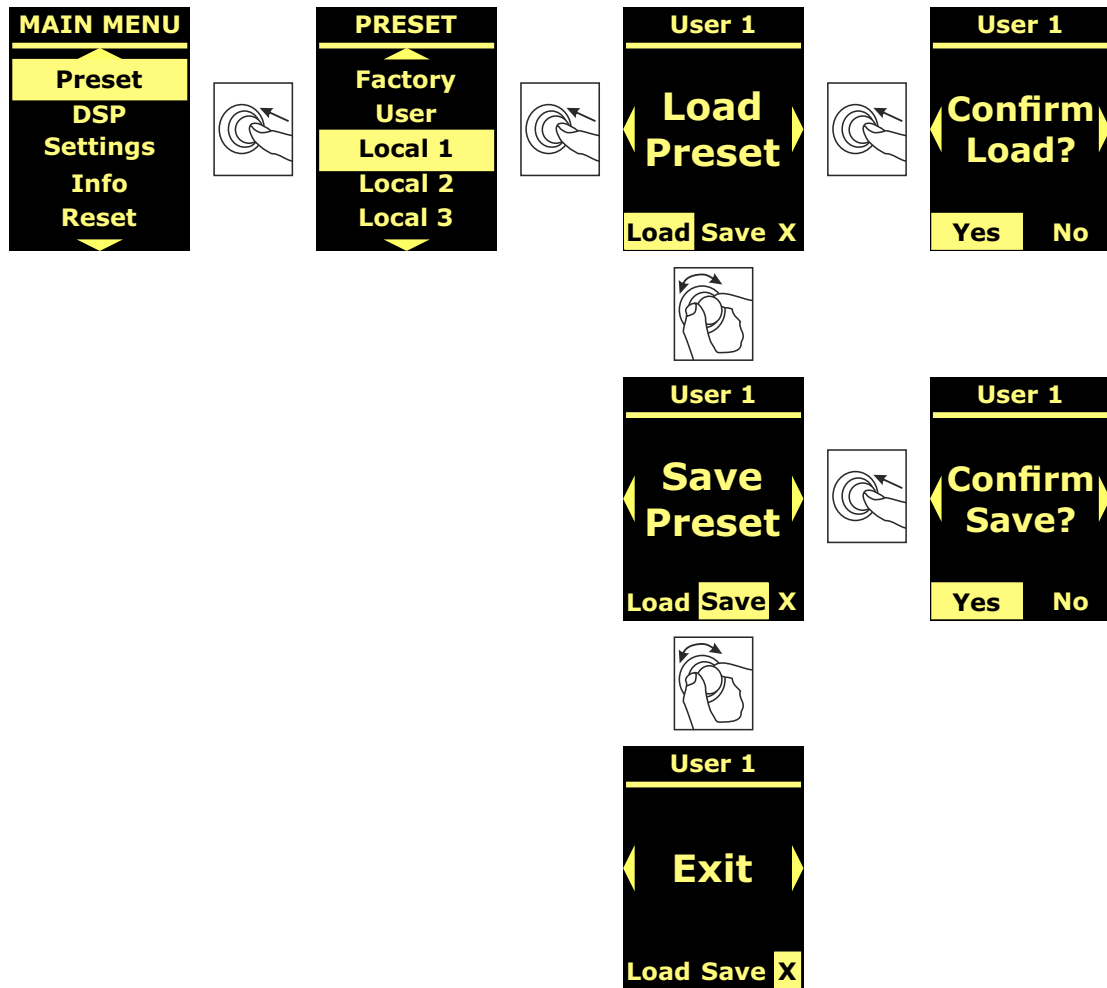 MAIN MENU
Preset
DSP
Settings
Info
Reset
PRESET
Factory
User
Local 1
Local 2
Local 3
User 1
Load
Preset
Load Save X
User 1
Confirm
Load?
Yes No
User 1
Save
Preset
Load Save X
User 1
Confirm
Save?
Yes No
User 1
Exit
Load Save X